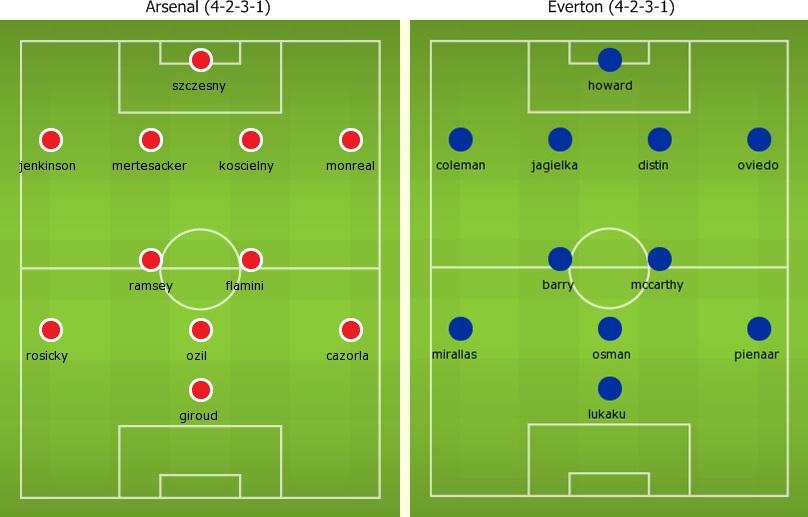 Arsenal (4-2-3-1)
szczesny
jenkinson mertesacker koscielny monreal
ramsey flamini
rosicky ozil cazorla
giroud
Everton (4-2-3-1)
howard
coleman jagielka distin oviedo
barry mccarthy
mirallas osman pienaar
lukaku